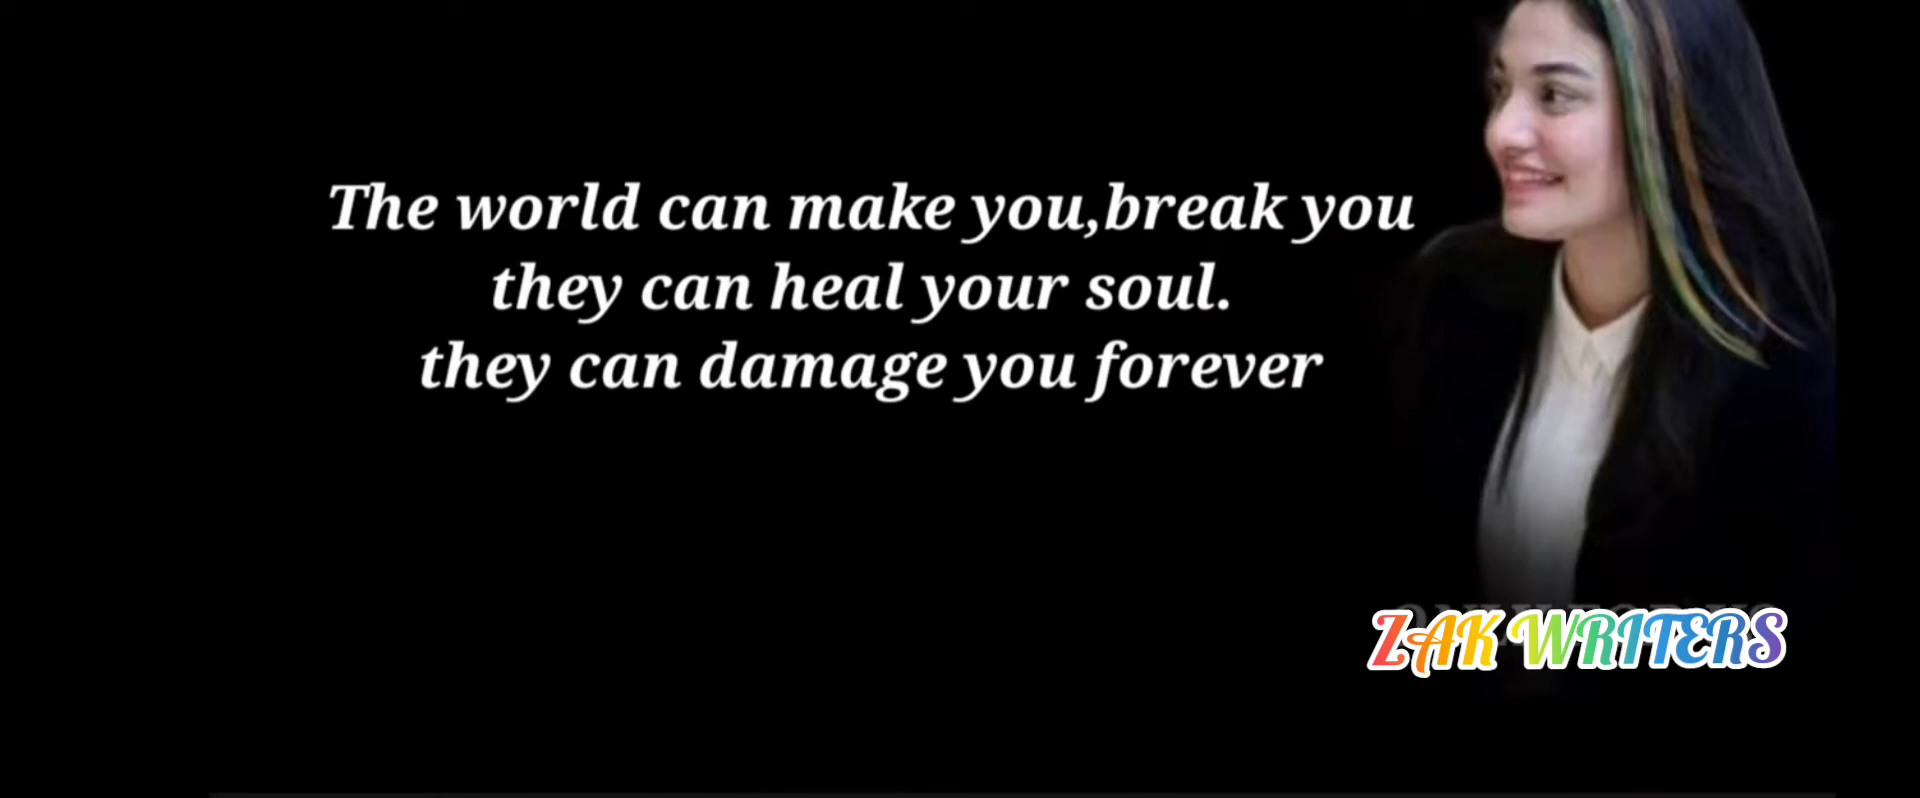 The world can make you,break you
they can heal your soul.
they can damage you forever
ZAK WRITERS